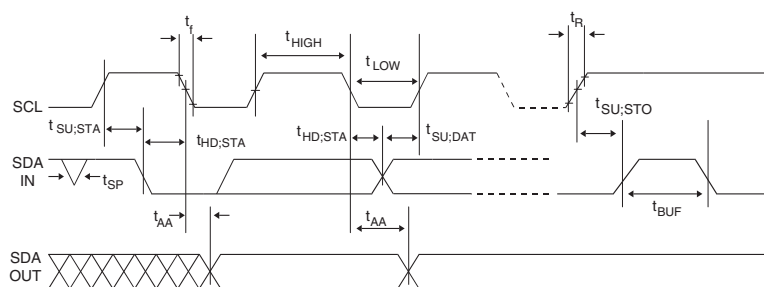 tf
tHIGH
tLOW
tR
SCL
tSU;STA
tHD;STA
tHD;STA
tSU;DAT
tSU;STO
SDA
IN
tSP
tAA
tAA
tBUF
SDA
OUT